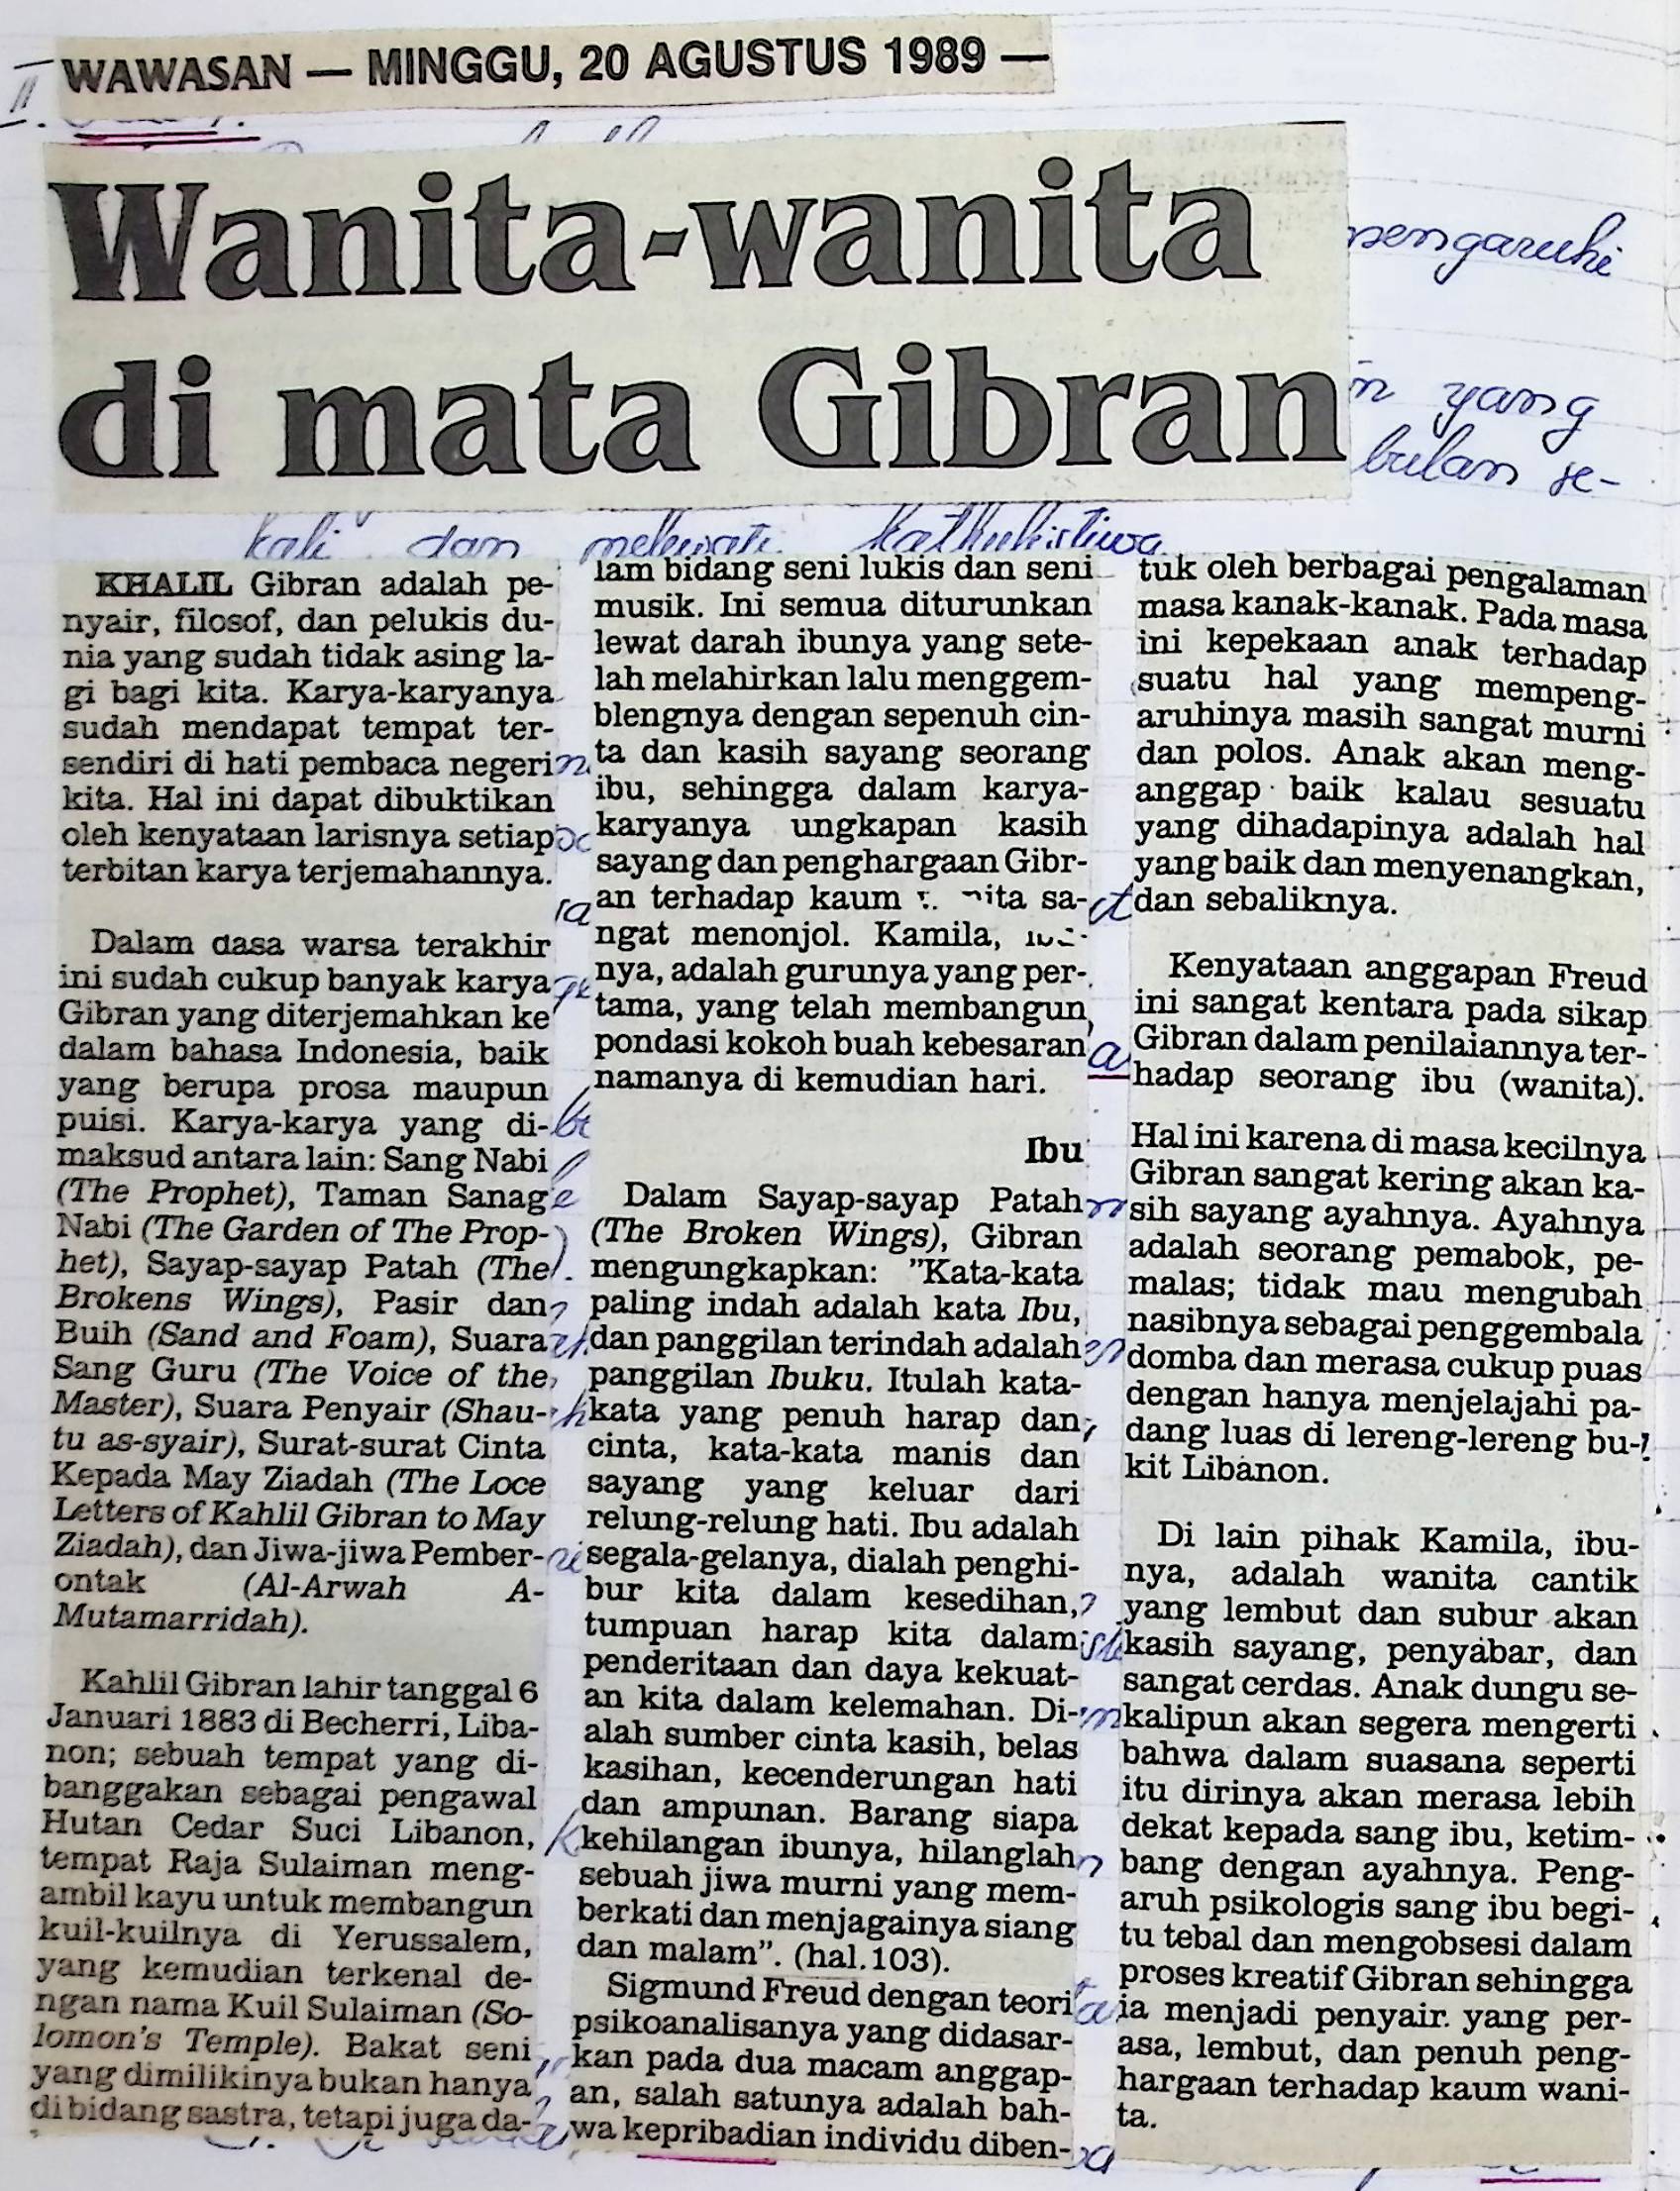 WAWASAN — MINGGU, 20 AGUSTUS 1989 —
Wanita-wanita
di mata Gibran
mengaruhi
yang
bulan se-
kali dan melewati kathulistiwa
KHALIL Gibran adalah pe-
nyair, filosof, dan pelukis du-
nia yang sudah tidak asing la-
gi bagi kita. Karya-karyanya
sudah mendapat tempat ter-
sendiri di hati pembaca negeri
kita. Hal ini dapat dibuktikan
oleh kenyataan larisnya setiap
terbitan karya terjemahannya.
Dalam dasa warsa terakhir
ini sudah cukup banyak karya
Gibran yang diterjemahkan ke
dalam bahasa Indonesia, baik
yang berupa prosa maupun
puisi. Karya-karya yang di-
maksud antara lain: Sang Nabi
(The Prophet), Taman Sanag
Nabi (The Garden of The Prop-
het), Sayap-sayap Patah (The
Brokens Wings), Pasir dan
Buih (Sand and Foam), Suara
Sang Guru (The Voice of the
Master), Suara Penyair (Shau-
tu as-syair), Surat-surat Cinta
Kepada May Ziadah (The Loce
Letters of Kahlil Gibran to May
Ziadah), dan Jiwa-jiwa Pember-
ontak (Al-Arwah A-
Mutamarridah).
Kahlil Gibran lahir tanggal 6
Januari 1883 di Becherri, Liba-
non; sebuah tempat yang di-
banggakan sebagai pengawal
Hutan Cedar Suci Libanon,
tempat Raja Sulaiman meng-
ambil kayu untuk membangun
kuil-kuilnya di Yerussalem,
yang kemudian terkenal de-
ngan nama Kuil Sulaiman (So-
lomon's Temple). Bakat seni
yang dimilikinya bukan hanya
di bidang sastra, tetapi juga da-
lam bidang seni lukis dan seni
musik. Ini semua diturunkan
lewat darah ibunya yang sete-
lah melahirkan lalu menggem-
blengnya dengan sepenuh cin-
ta dan kasih sayang seorang
ibu, sehingga dalam karya-
karyanya ungkapan kasih
sayang dan penghargaan Gibr-
an terhadap kaum sa-
ngat menonjol. Kamila,
nya, adalah gurunya yang per-
tama, yang telah membangun
pondasi kokoh buah kebesaran
namanya di kemudian hari.
Ibu
Dalam Sayap-sayap Patah
(The Broken Wings), Gibran
mengungkapkan: "Kata-kata
paling indah adalah kata Ibu,
dan panggilan terindah adalah
panggilan Ibuku. Itulah kata-
kata yang penuh harap dan
cinta, kata-kata manis dan
sayang yang keluar dari
relung-relung hati. Ibu adalah
segala-gelanya, dialah penghi-
bur kita dalam kesedihan,
tumpuan harap kita dalam
penderitaan dan daya kekuat-
an kita dalam kelemahan. Di-
alah sumber cinta kasih, belas
kasihan, kecenderungan hati
dan ampunan. Barang siapa
kehilangan ibunya, hilanglah
sebuah jiwa murni yang mem-
berkati dan menjagainya siang
dan malam". (hal.103).
Sigmund Freud dengan teori
psikoanalisanya yang didasar-
kan pada dua macam anggap-
an, salah satunya adalah bah-
wa kepribadian individu diben-
tuk oleh berbagai pengalaman
masa kanak-kanak. Pada masa
ini kepekaan anak terhadap
suatu hal yang mempeng-
aruhinya masih sangat murni
dan polos. Anak akan meng-
anggap baik kalau sesuatu
yang dihadapinya adalah hal
yang baik dan menyenangkan,
dan sebaliknya.
Kenyataan anggapan Freud
ini sangat kentara pada sikap
Gibran dalam penilaiannya ter-
hadap seorang ibu (wanita).
Hal ini karena di masa kecilnya
Gibran sangat kering akan ka-
sih sayang ayahnya. Ayahnya
adalah seorang pemabok, pe-
malas; tidak mau mengubah
nasibnya sebagai penggembala
domba dan merasa cukup puas
dengan hanya menjelajahi pa-
dang luas di lereng-lereng bu-
kit Libanon.
Di lain pihak Kamila, ibu-
nya, adalah wanita cantik
yang lembut dan subur akan
kasih sayang, penyabar, dan
sangat cerdas. Anak dungu se-
kalipun akan segera mengerti
bahwa dalam suasana seperti
itu dirinya akan merasa lebih
dekat kepada sang ibu, ketim-
bang dengan ayahnya. Peng-
aruh psikologis sang ibu begi-
tu tebal dan mengobsesi dalam
proses kreatif Gibran sehingga
ia menjadi penyair. yang per-
asa, lembut, dan penuh peng-
hargaan terhadap kaum wani-
ta.